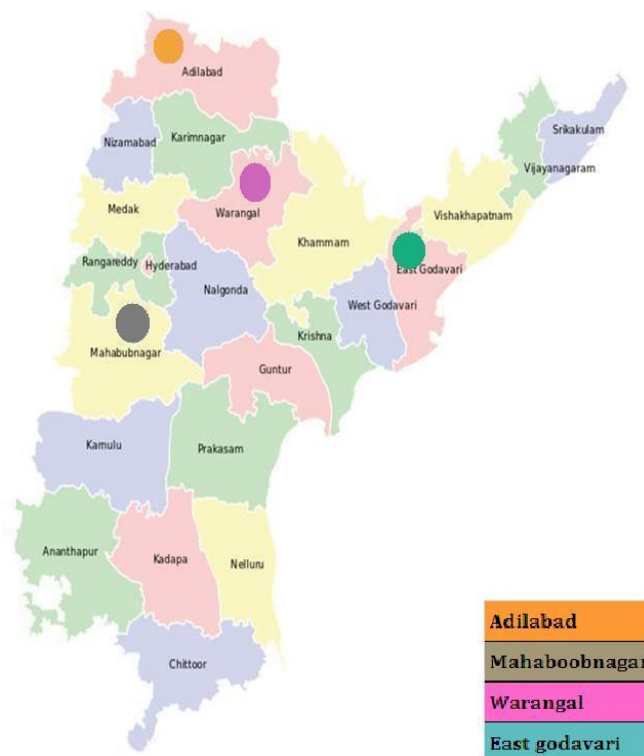 Adilabad
Nizamabad
Karimnagar
Srikakulam
Vijayanagaram
Medak
Warangal
Vishakhapatnam
Khammam
Rangareddy
Hyderabad
East Godavari
Nalgonda
West Godavari
Krishna
Mahabubnagar
Guntur
Kamulu
Prakasam
Ananthapur
Kadapa
Nelluru
Chittoor
Adilabad
Mahaboobnagar
Warangal
East godavari